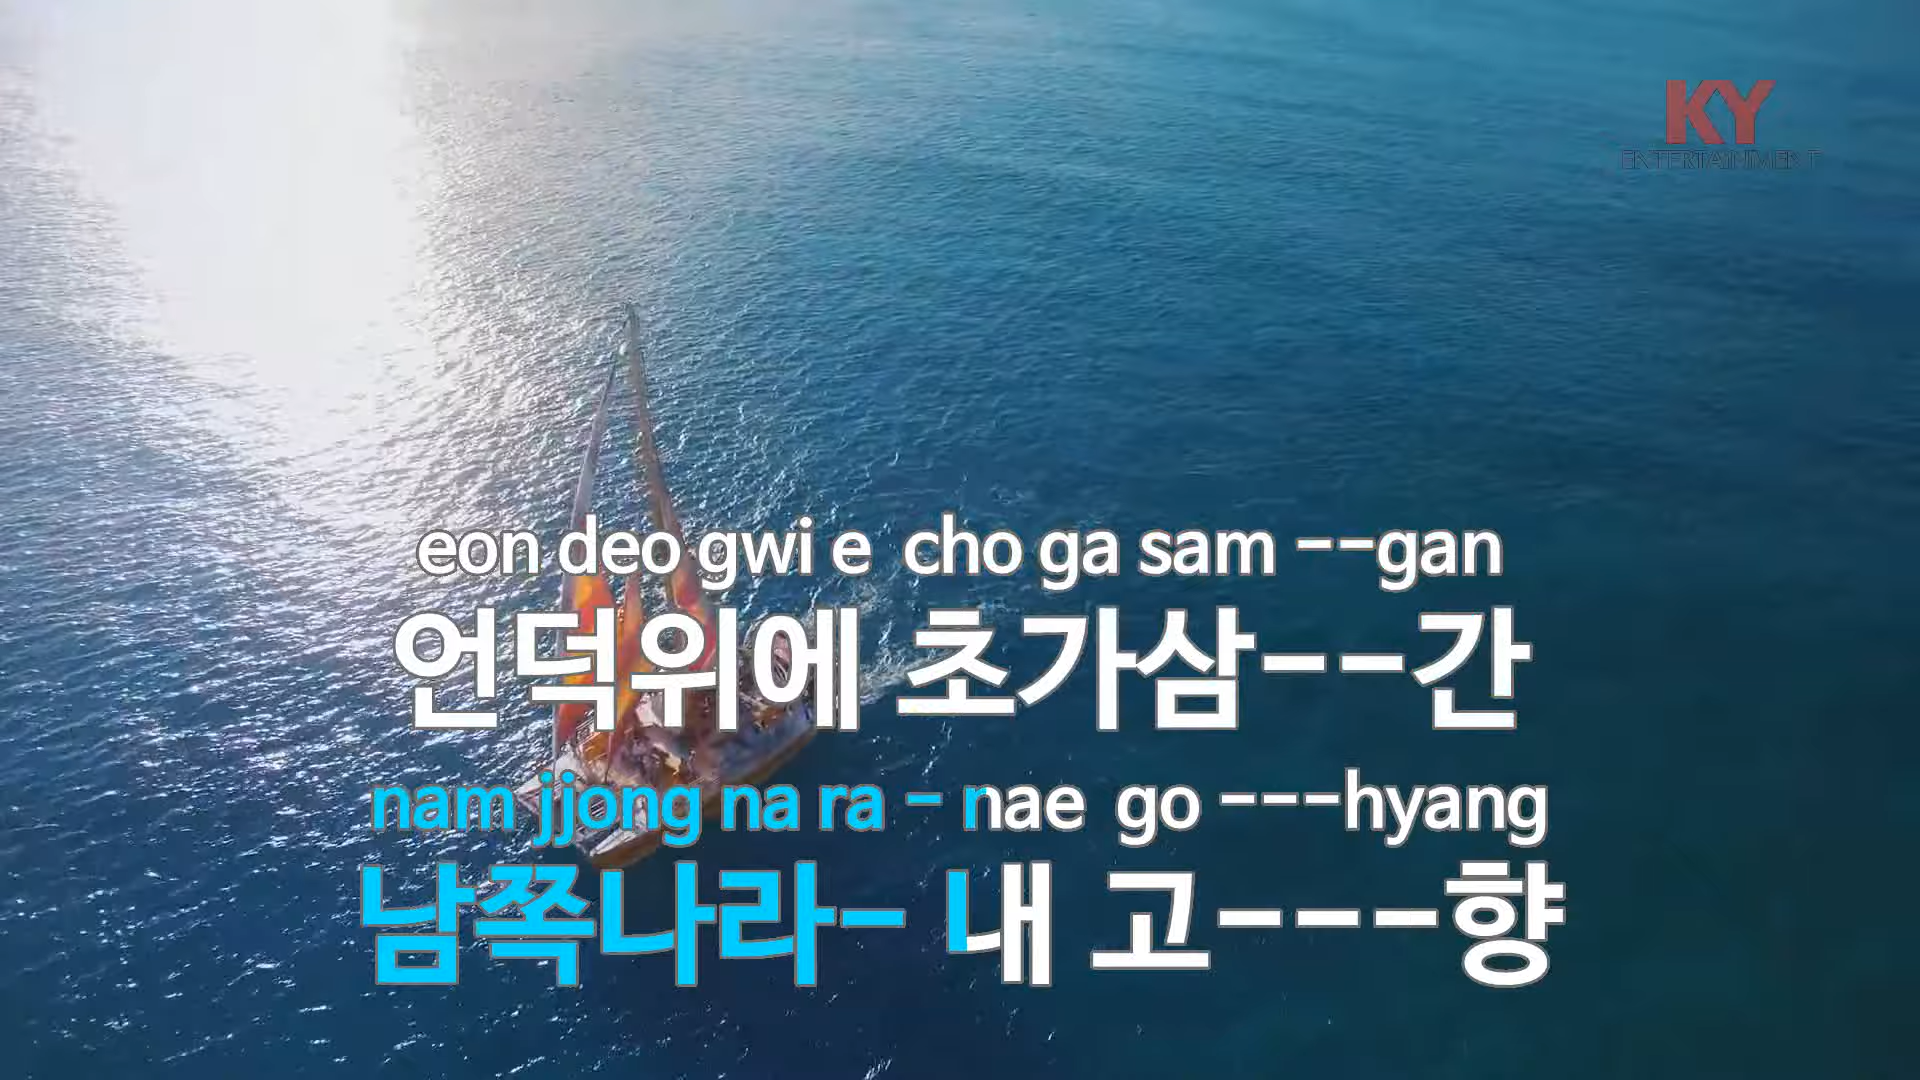 KY
ENTERTAINMENT
eon deo gwi e cho ga sam --gan
언덕위에 초가삼--간
nam jjong na ra - nae go ---hyang
남쪽나라- 내 고---향